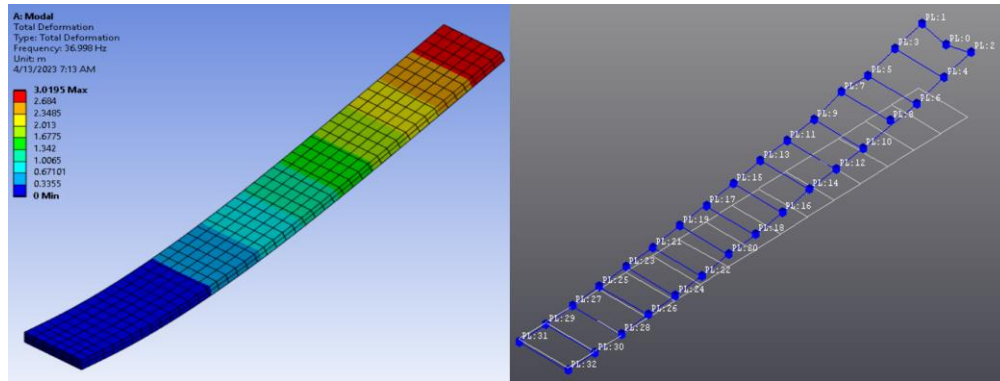 A: Modal
Total Deformation
Type: Total Deformation
Frequency: 36.998 Hz
Unit: m
4/13/2023 7:13 AM
3.0195 Max
2.684
2.3485
2.013
1.6775
1.342
1.0065
0.67101
0.3355
0 Min
PL:1
PL:0
PL:2
PL:3
PL:4
PL:5
PL:6
PL:7
PL:8
PL:9
PL:10
PL:11
PL:12
PL:13
PL:14
PL:15
PL:16
PL:17
PL:18
PL:19
PL:20
PL:21
PL:22
PL:23
PL:24
PL:25
PL:26
PL:27
PL:28
PL:29
PL:30
PL:31
PL:32